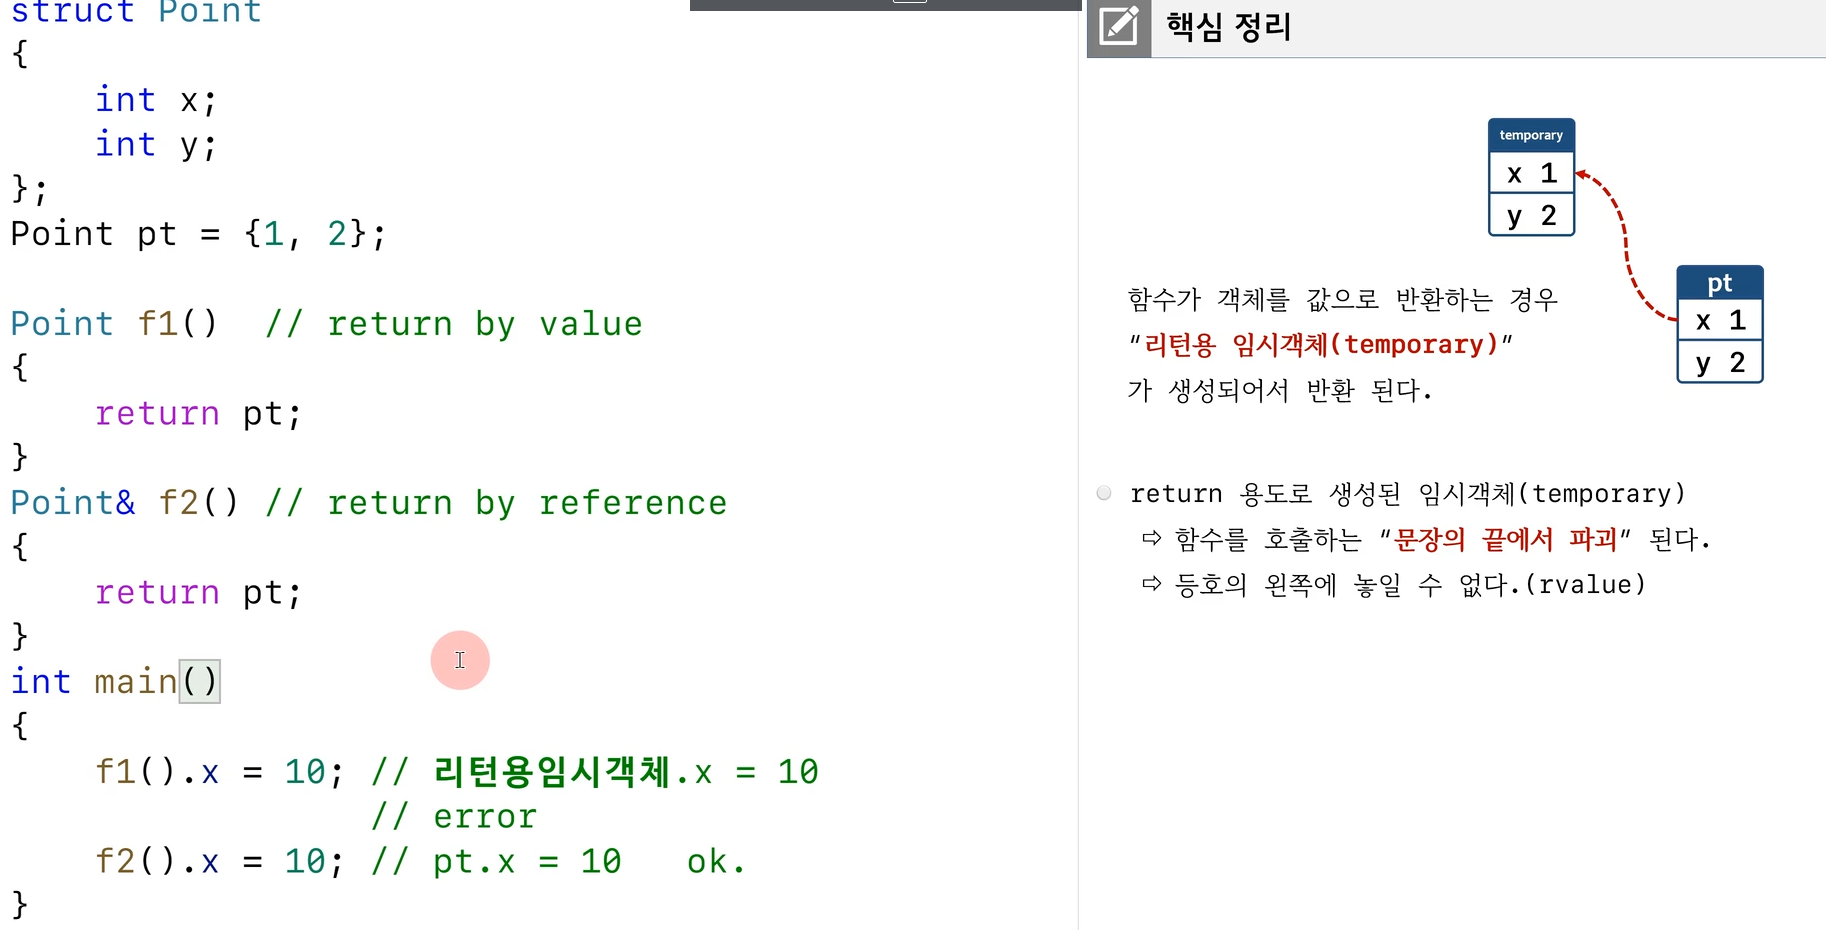 struct Point
{
    int x;
    int y;
};
Point pt = {1, 2};
Point f1()  // return by value
{
    return pt;
}
Point& f2() // return by reference
{
    return pt;
}
int main()
{
    f1().x = 10; // 리턴용임시객체.x = 10
                 // error
    f2().x = 10; // pt.x = 10   ok.
}
핵심 정리
temporary
x 1
y 2
pt
x 1
y 2
함수가 객체를 값으로 반환하는 경우
"리턴용 임시객체(temporary)"
가 생성되어서 반환 된다.
return 용도로 생성된 임시객체(temporary)
⇨ 함수를 호출하는 "문장의 끝에서 파괴" 된다.
⇨ 등호의 왼쪽에 놓일 수 없다.(rvalue)